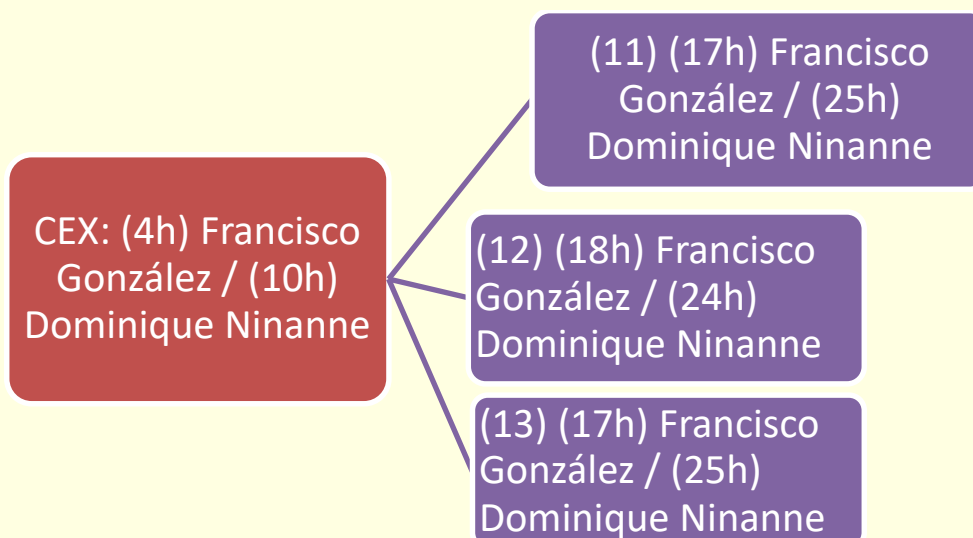 CEX: (4h) Francisco
González / (10h)
Dominique Ninanne
(11) (17h) Francisco
González / (25h)
Dominique Ninanne
(12) (18h) Francisco
González / (24h)
Dominique Ninanne
(13) (17h) Francisco
González / (25h)
Dominique Ninanne